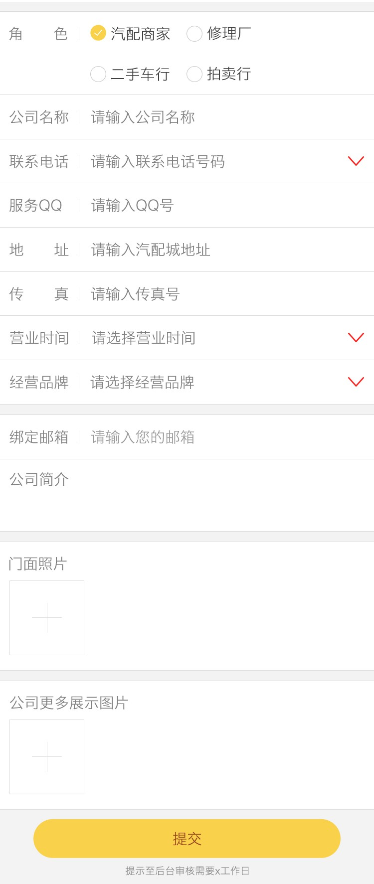 角 色 汽配商家 修理厂
二手车行 拍卖行
公司名称 请输入公司名称
联系电话 请输入联系电话号码
服务QQ 请输入QQ号
地 址 请输入汽配城地址
传 真 请输入传真号
营业时间 请选择营业时间
经营品牌 请选择经营品牌
绑定邮箱 请输入您的邮箱
公司简介
门面照片
公司更多展示图片
提交
提示至后台审核需要x工作日